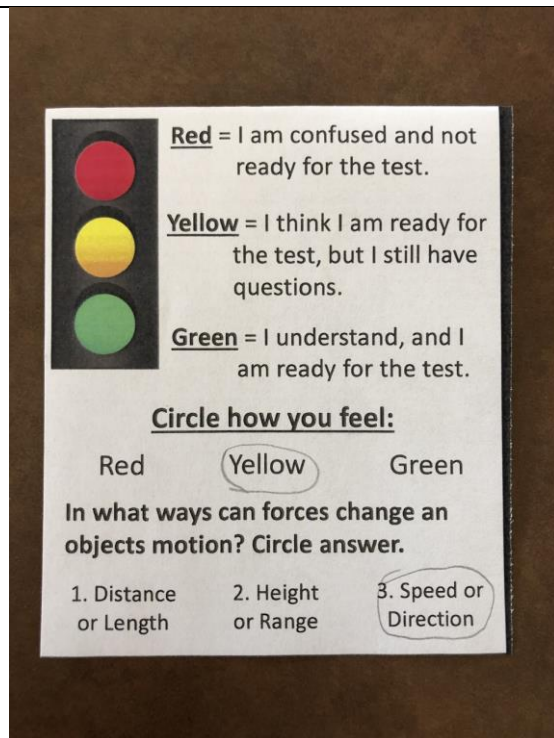 Red = I am confused and not
ready for the test.
Yellow = I think I am ready for
the test, but I still have
questions.
Green = I understand, and I
am ready for the test.
Circle how you feel:
Red Yellow Green
In what ways can forces change an
objects motion? Circle answer.
1. Distance 2. Height 3. Speed or
or Length or Range Direction